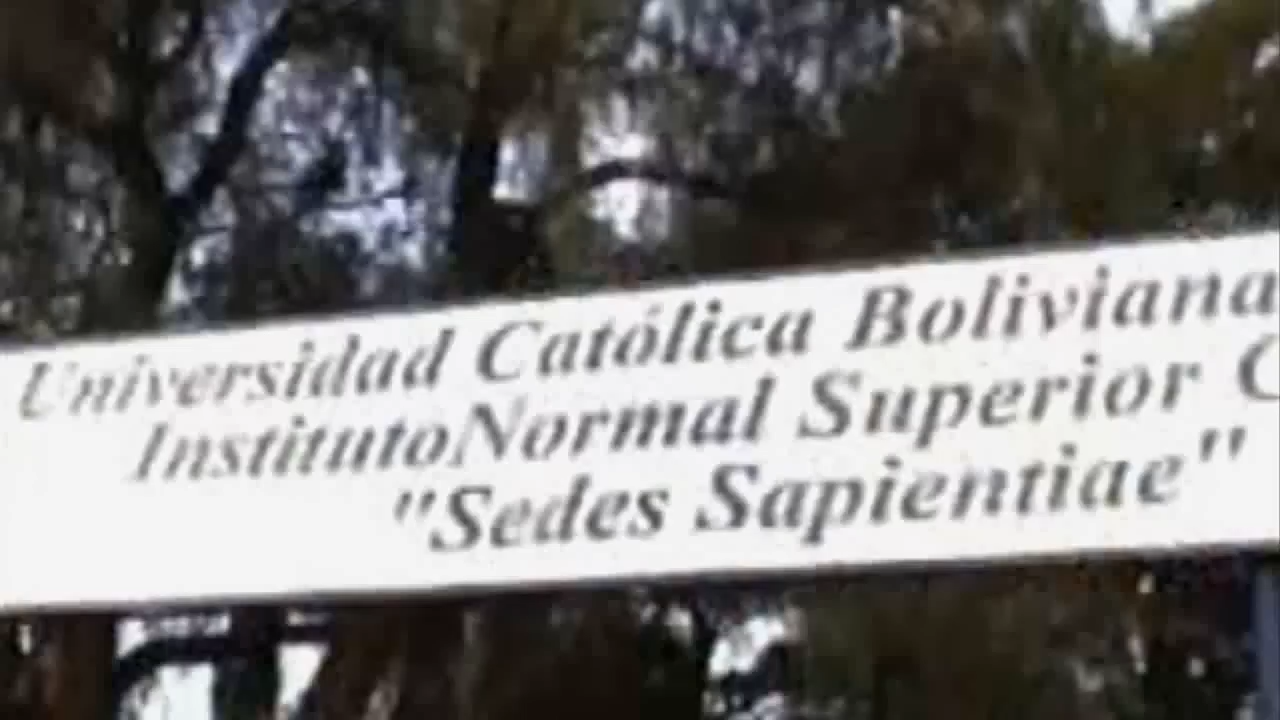 Universidad Católica Boliviana
InstitutoNormal Superior C
"Sedes Sapientiae"